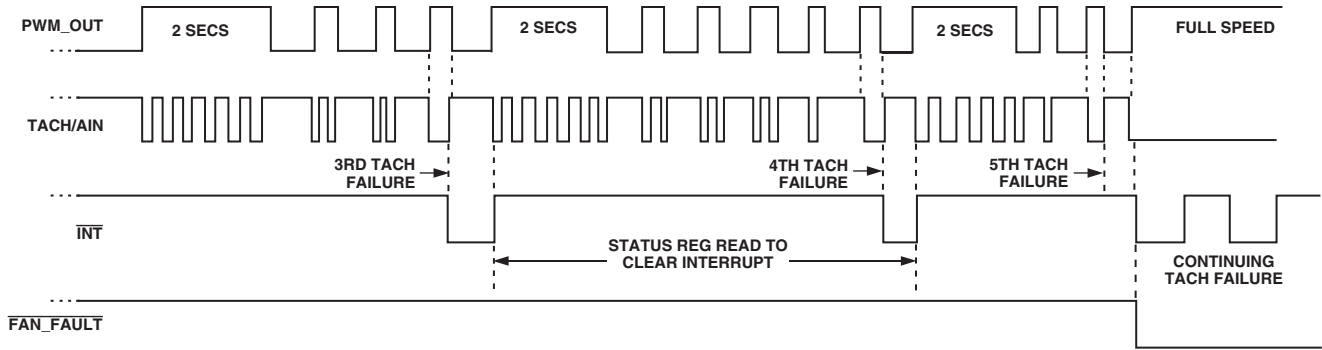 PWM_OUT
2 SECS
2 SECS
2 SECS
FULL SPEED
TACH/AIN
3RD TACH
FAILURE
4TH TACH
FAILURE
5TH TACH
FAILURE
INT
STATUS REG READ TO
CLEAR INTERRUPT
CONTINUING
TACH FAILURE
FAN_FAULT